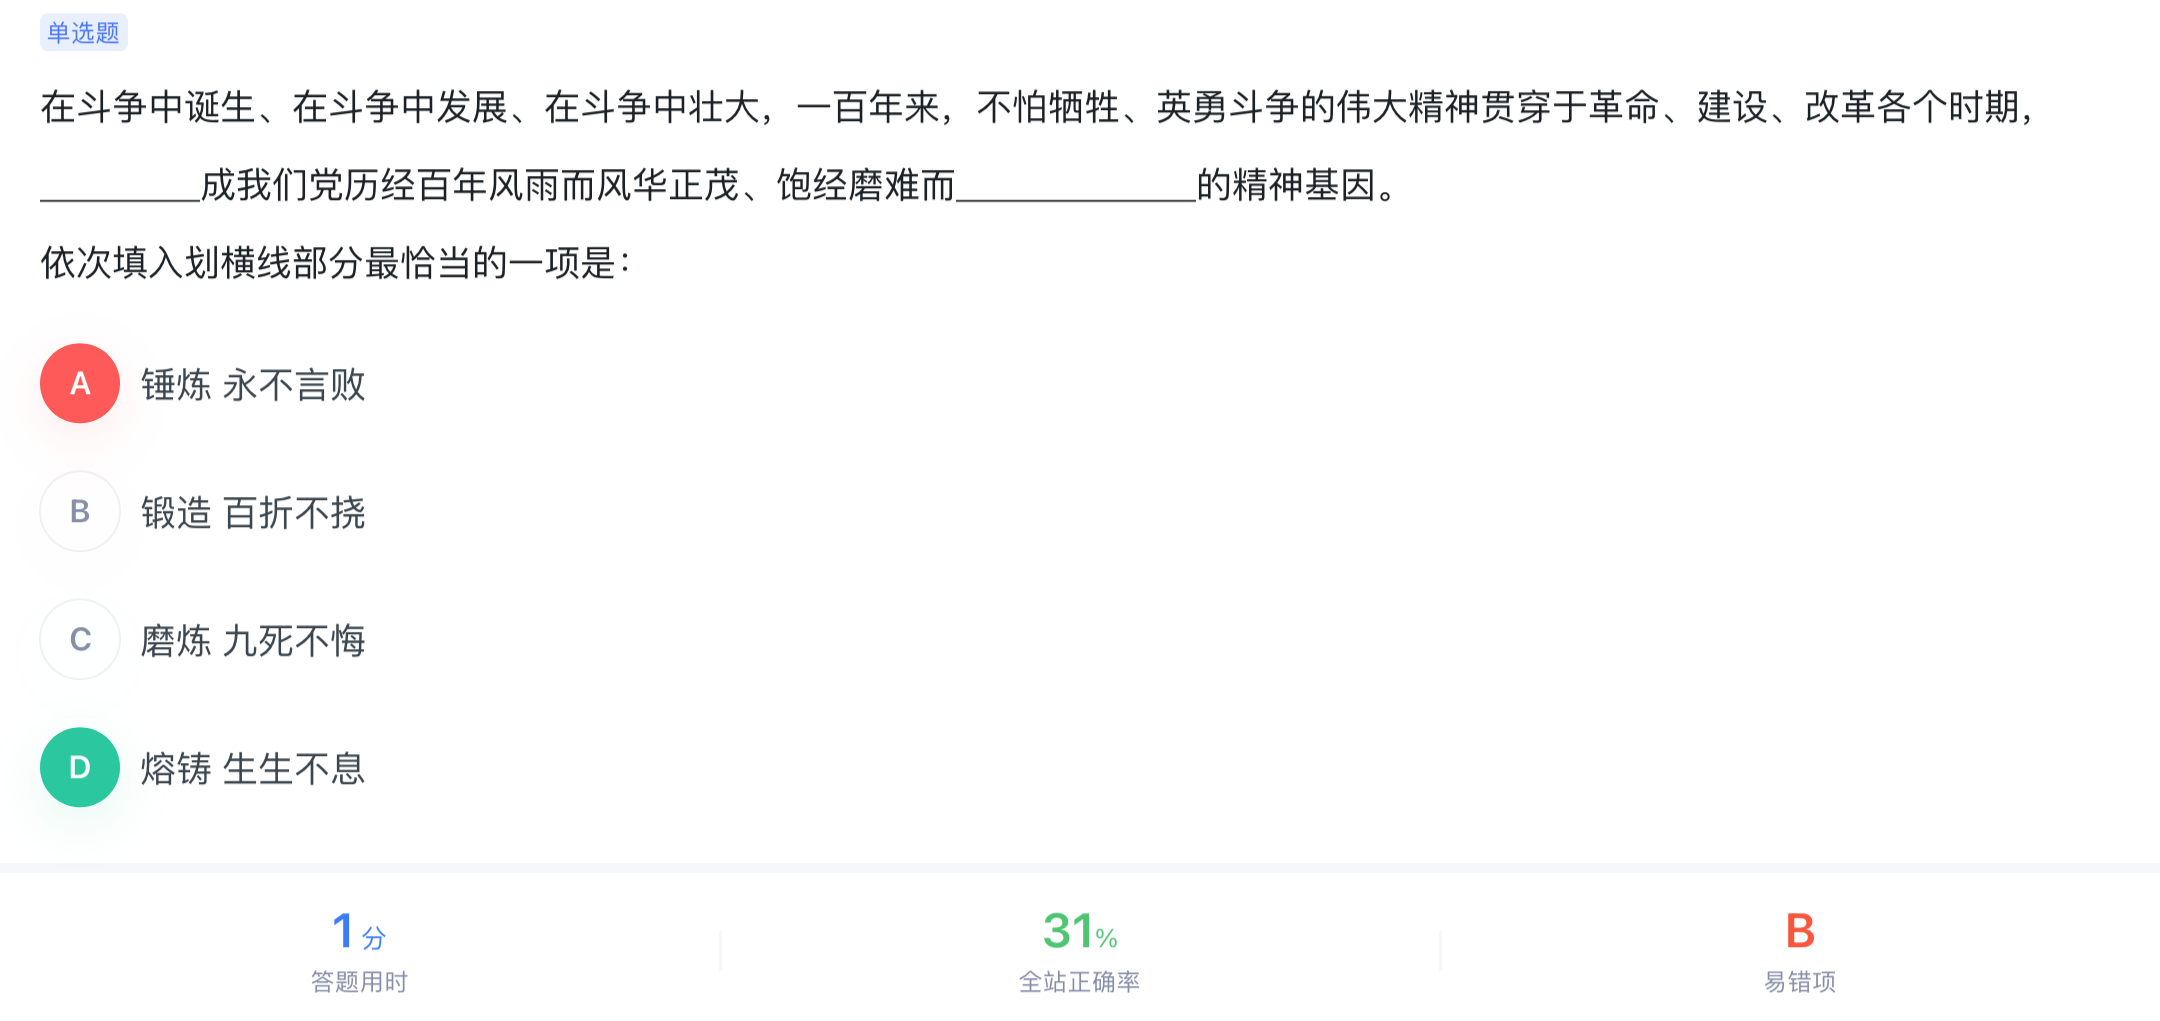 单选题
在斗争中诞生、在斗争中发展、在斗争中壮大，一百年来，不怕牺牲、英勇斗争的伟大精神贯穿于革命、建设、改革各个时期，
________成我们党历经百年风雨而风华正茂、饱经磨难而____________的精神基因。
依次填入划横线部分最恰当的一项是：
A 锤炼 永不言败
B 锻造 百折不挠
C 磨炼 九死不悔
D 熔铸 生生不息
1分 31% B
答题用时 全站正确率 易错项